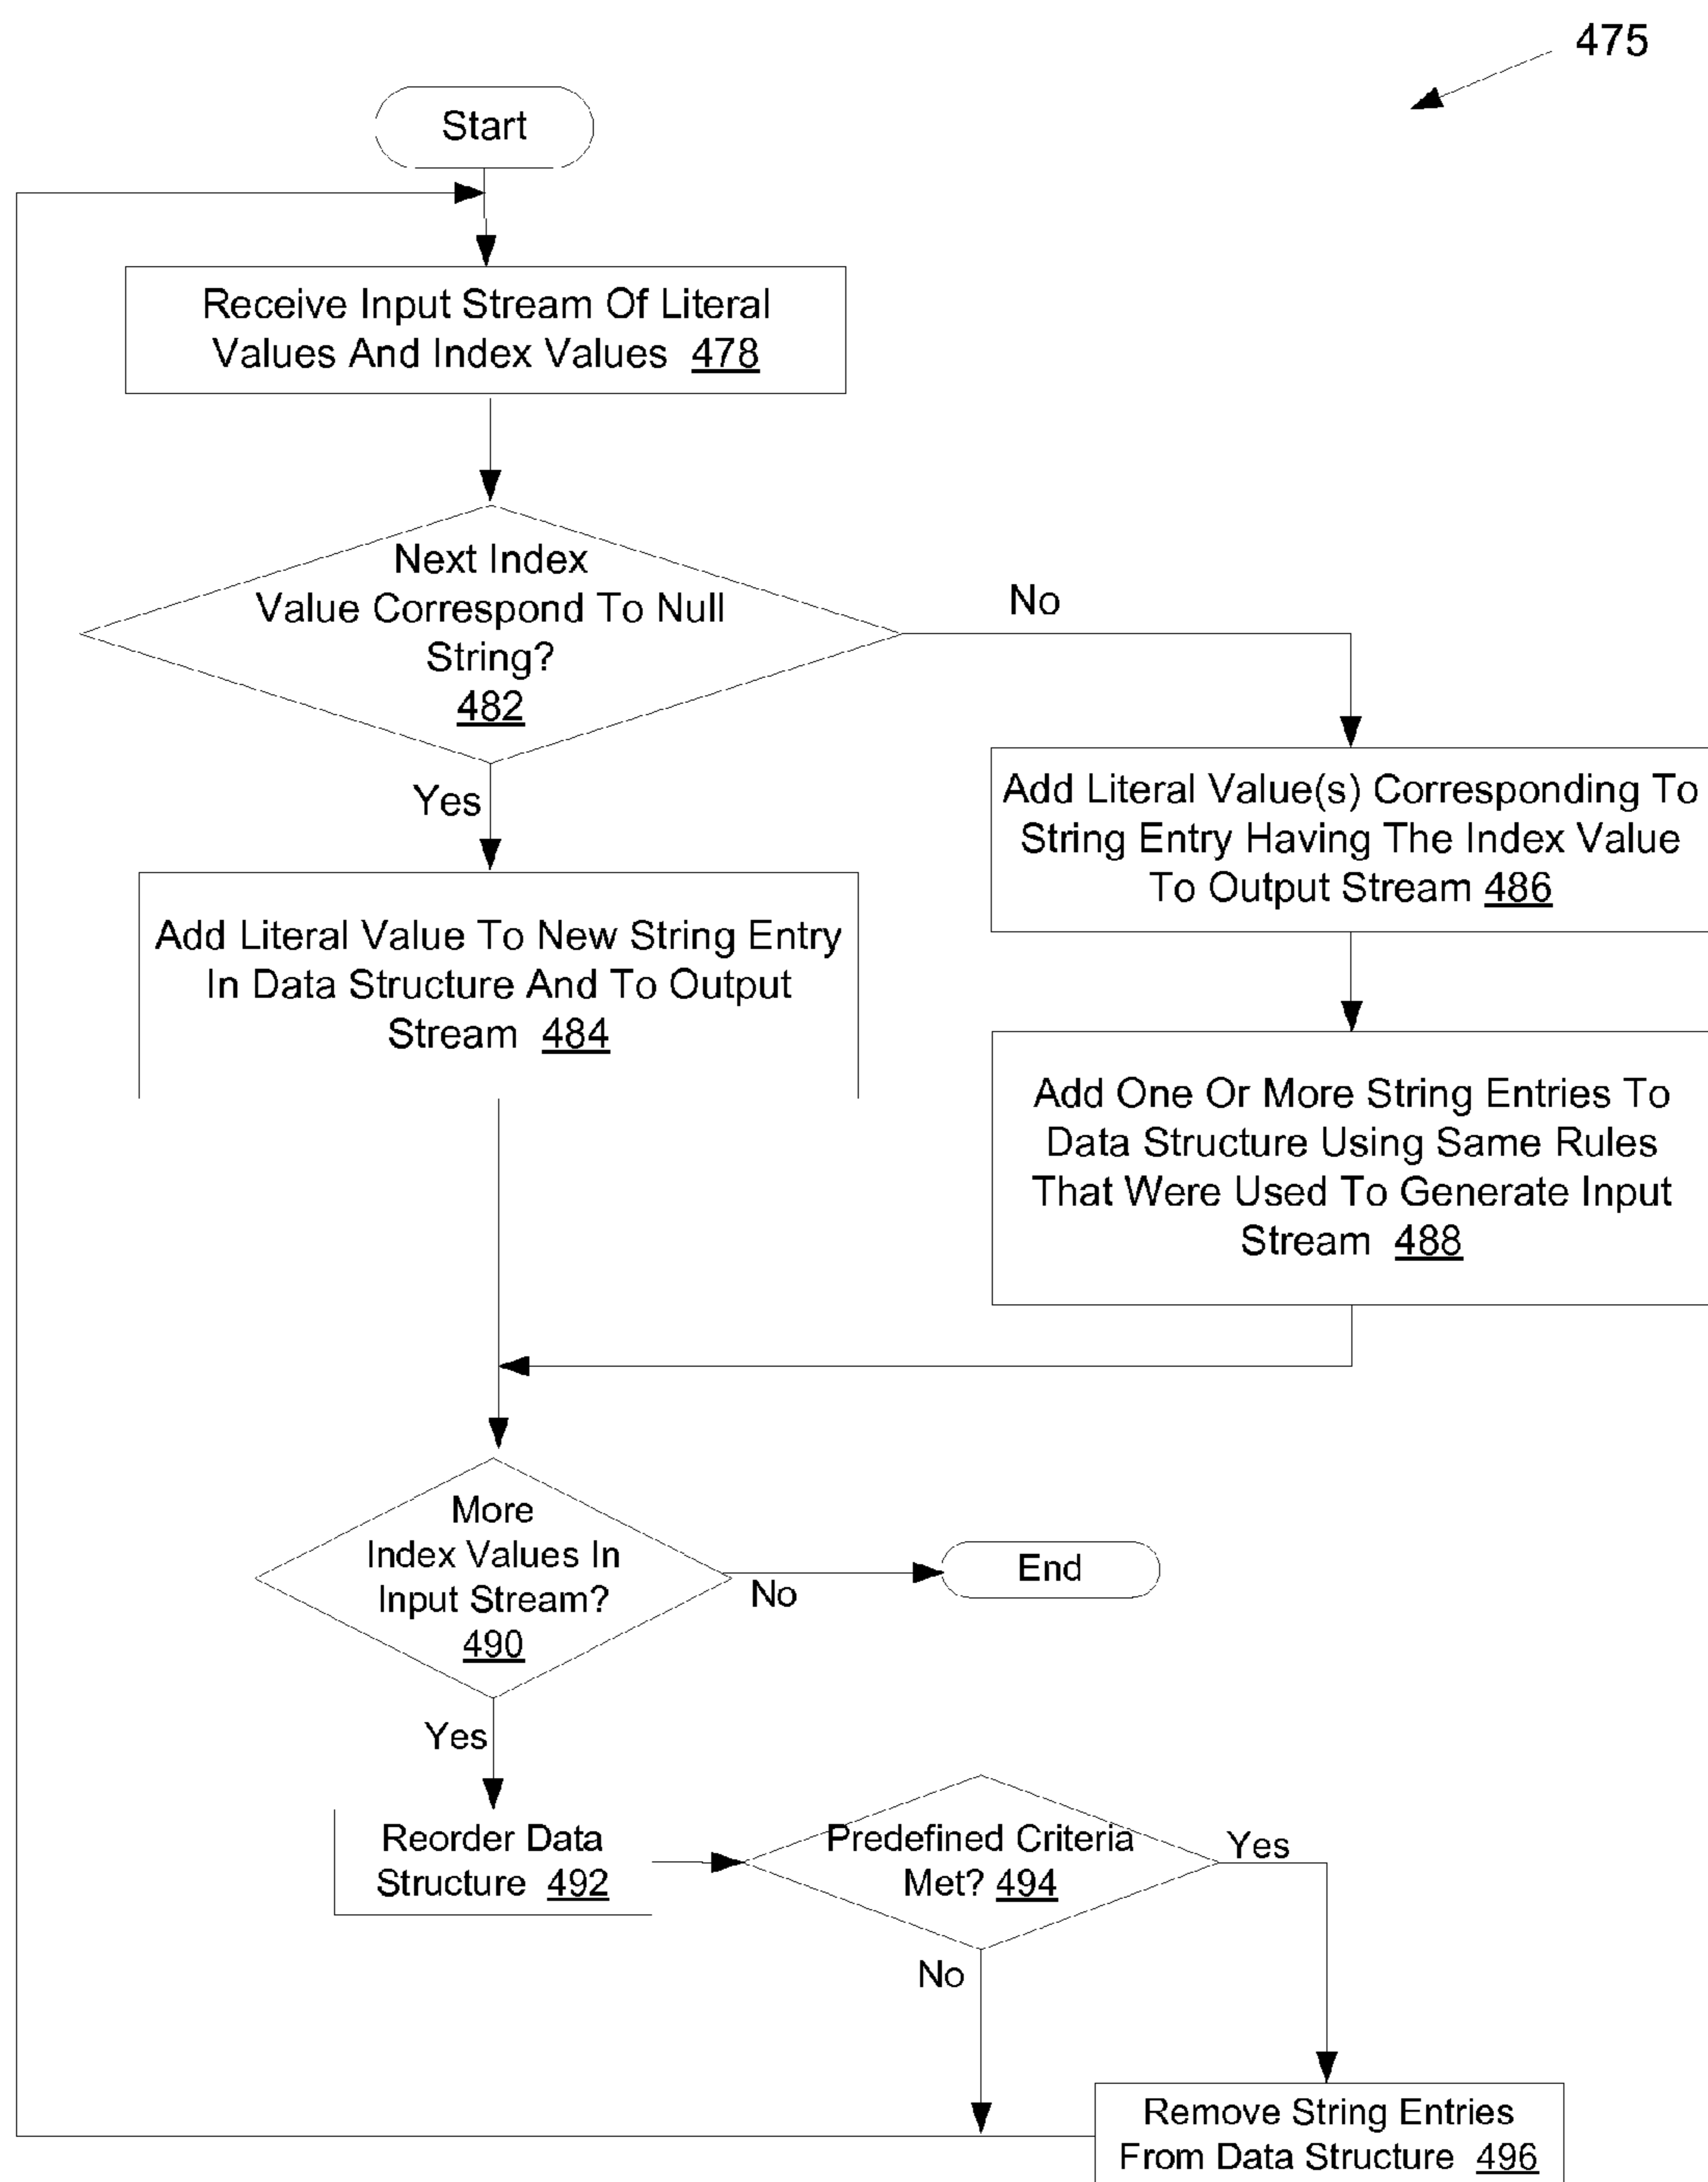 475
Start
Receive Input Stream Of Literal
Values And Index Values 478
Next Index
Value Correspond To Null
String?
482
No
Yes
Add Literal Value(s) Corresponding To
String Entry Having The Index Value
To Output Stream 486
Add Literal Value To New String Entry
In Data Structure And To Output
Stream 484
Add One Or More String Entries To
Data Structure Using Same Rules
That Were Used To Generate Input
Stream 488
More
Index Values In
Input Stream?
490
No
End
Yes
Reorder Data
Structure 492
Predefined Criteria
Met? 494
Yes
No
Remove String Entries
From Data Structure 496